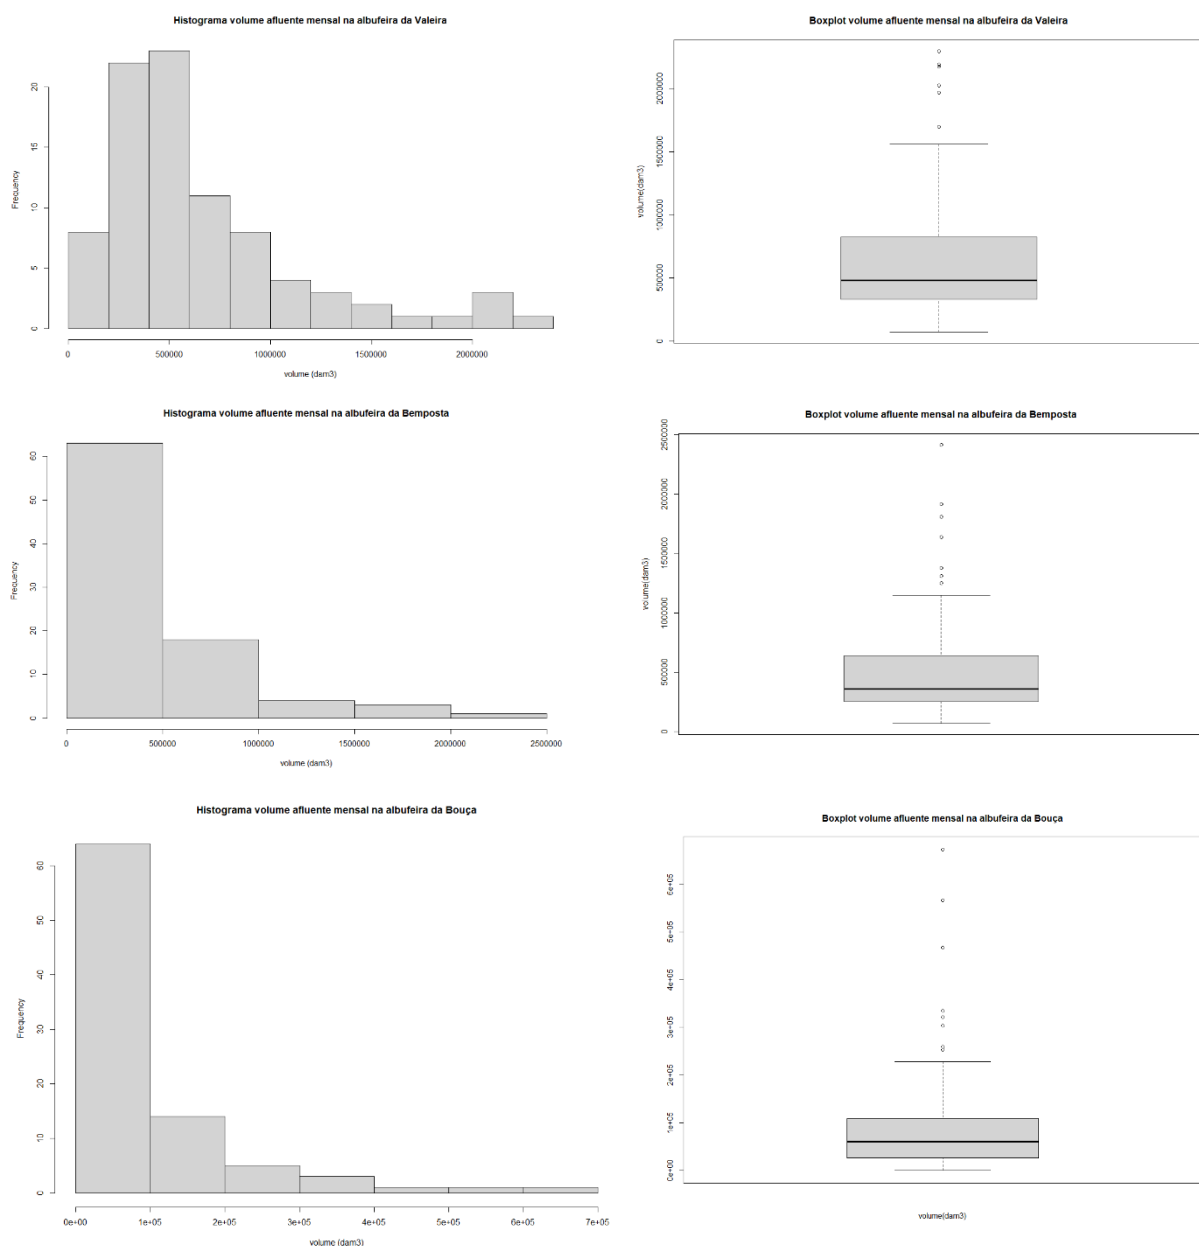 Histograma volume afluente mensal na albufeira da Valeira
Frequency
0
5
10
15
20
0 500000 1000000 1500000 2000000
volume (dam3)
Boxplot volume afluente mensal na albufeira da Valeira
volume(dam3)
0
500000
1000000
1500000
2000000
Histograma volume afluente mensal na albufeira da Bemposta
Frequency
0
10
20
30
40
50
60
0 500000 1000000 1500000 2000000 2500000
volume (dam3)
Boxplot volume afluente mensal na albufeira da Bemposta
volume(dam3)
0
500000
1000000
1500000
2000000
2500000
Histograma volume afluente mensal na albufeira da Bouça
Frequency
0
10
20
30
40
50
60
0e+00 1e+05 2e+05 3e+05 4e+05 5e+05 6e+05 7e+05
volume (dam3)
Boxplot volume afluente mensal na albufeira da Bouça
0e+00
1e+05
2e+05
3e+05
4e+05
5e+05
6e+05
volume(dam3)